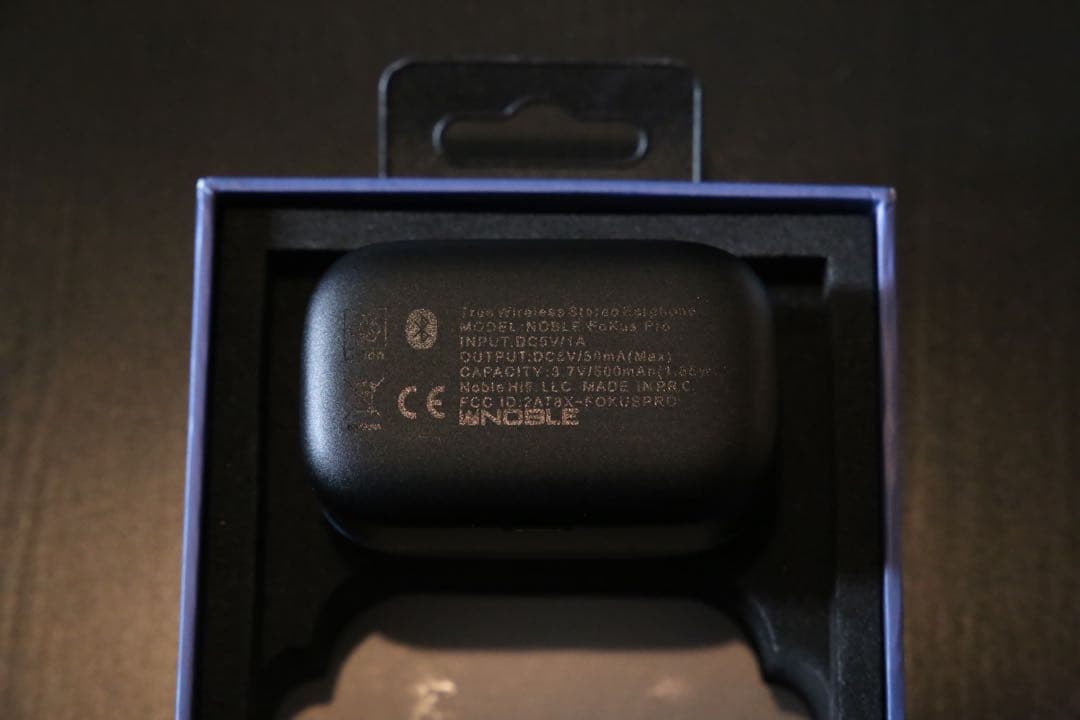 True Wireless Stereo Earphone
MODEL:NOBLE FoKus Pro
INPUT:DC5V/1A
OUTPUT:DC5V/50mA(Max)
CAPACITY:3.7V/500mAh
Noble Hifi LLC MADE IN P.R.C
FCC ID:2AT8X-FOKUSPRO
CE
NOBLE